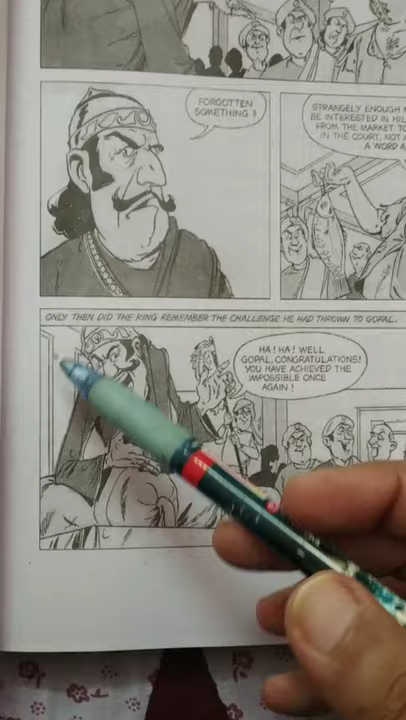 FORGOTTEN
SOMETHING?
STRANGELY ENOUGH
BE INTERESTED IN
FROM THE MARKET TO
IN THE COURT, NOT A
A WORD
ONLY THEN DID THE KING REMEMBER THE CHALLENGE HE HAD THROWN TO GOPAL.
HA! HA! WELL
GOPAL, CONGRATULATIONS!
YOU HAVE ACHIEVED THE
IMPOSSIBLE ONCE
AGAIN!